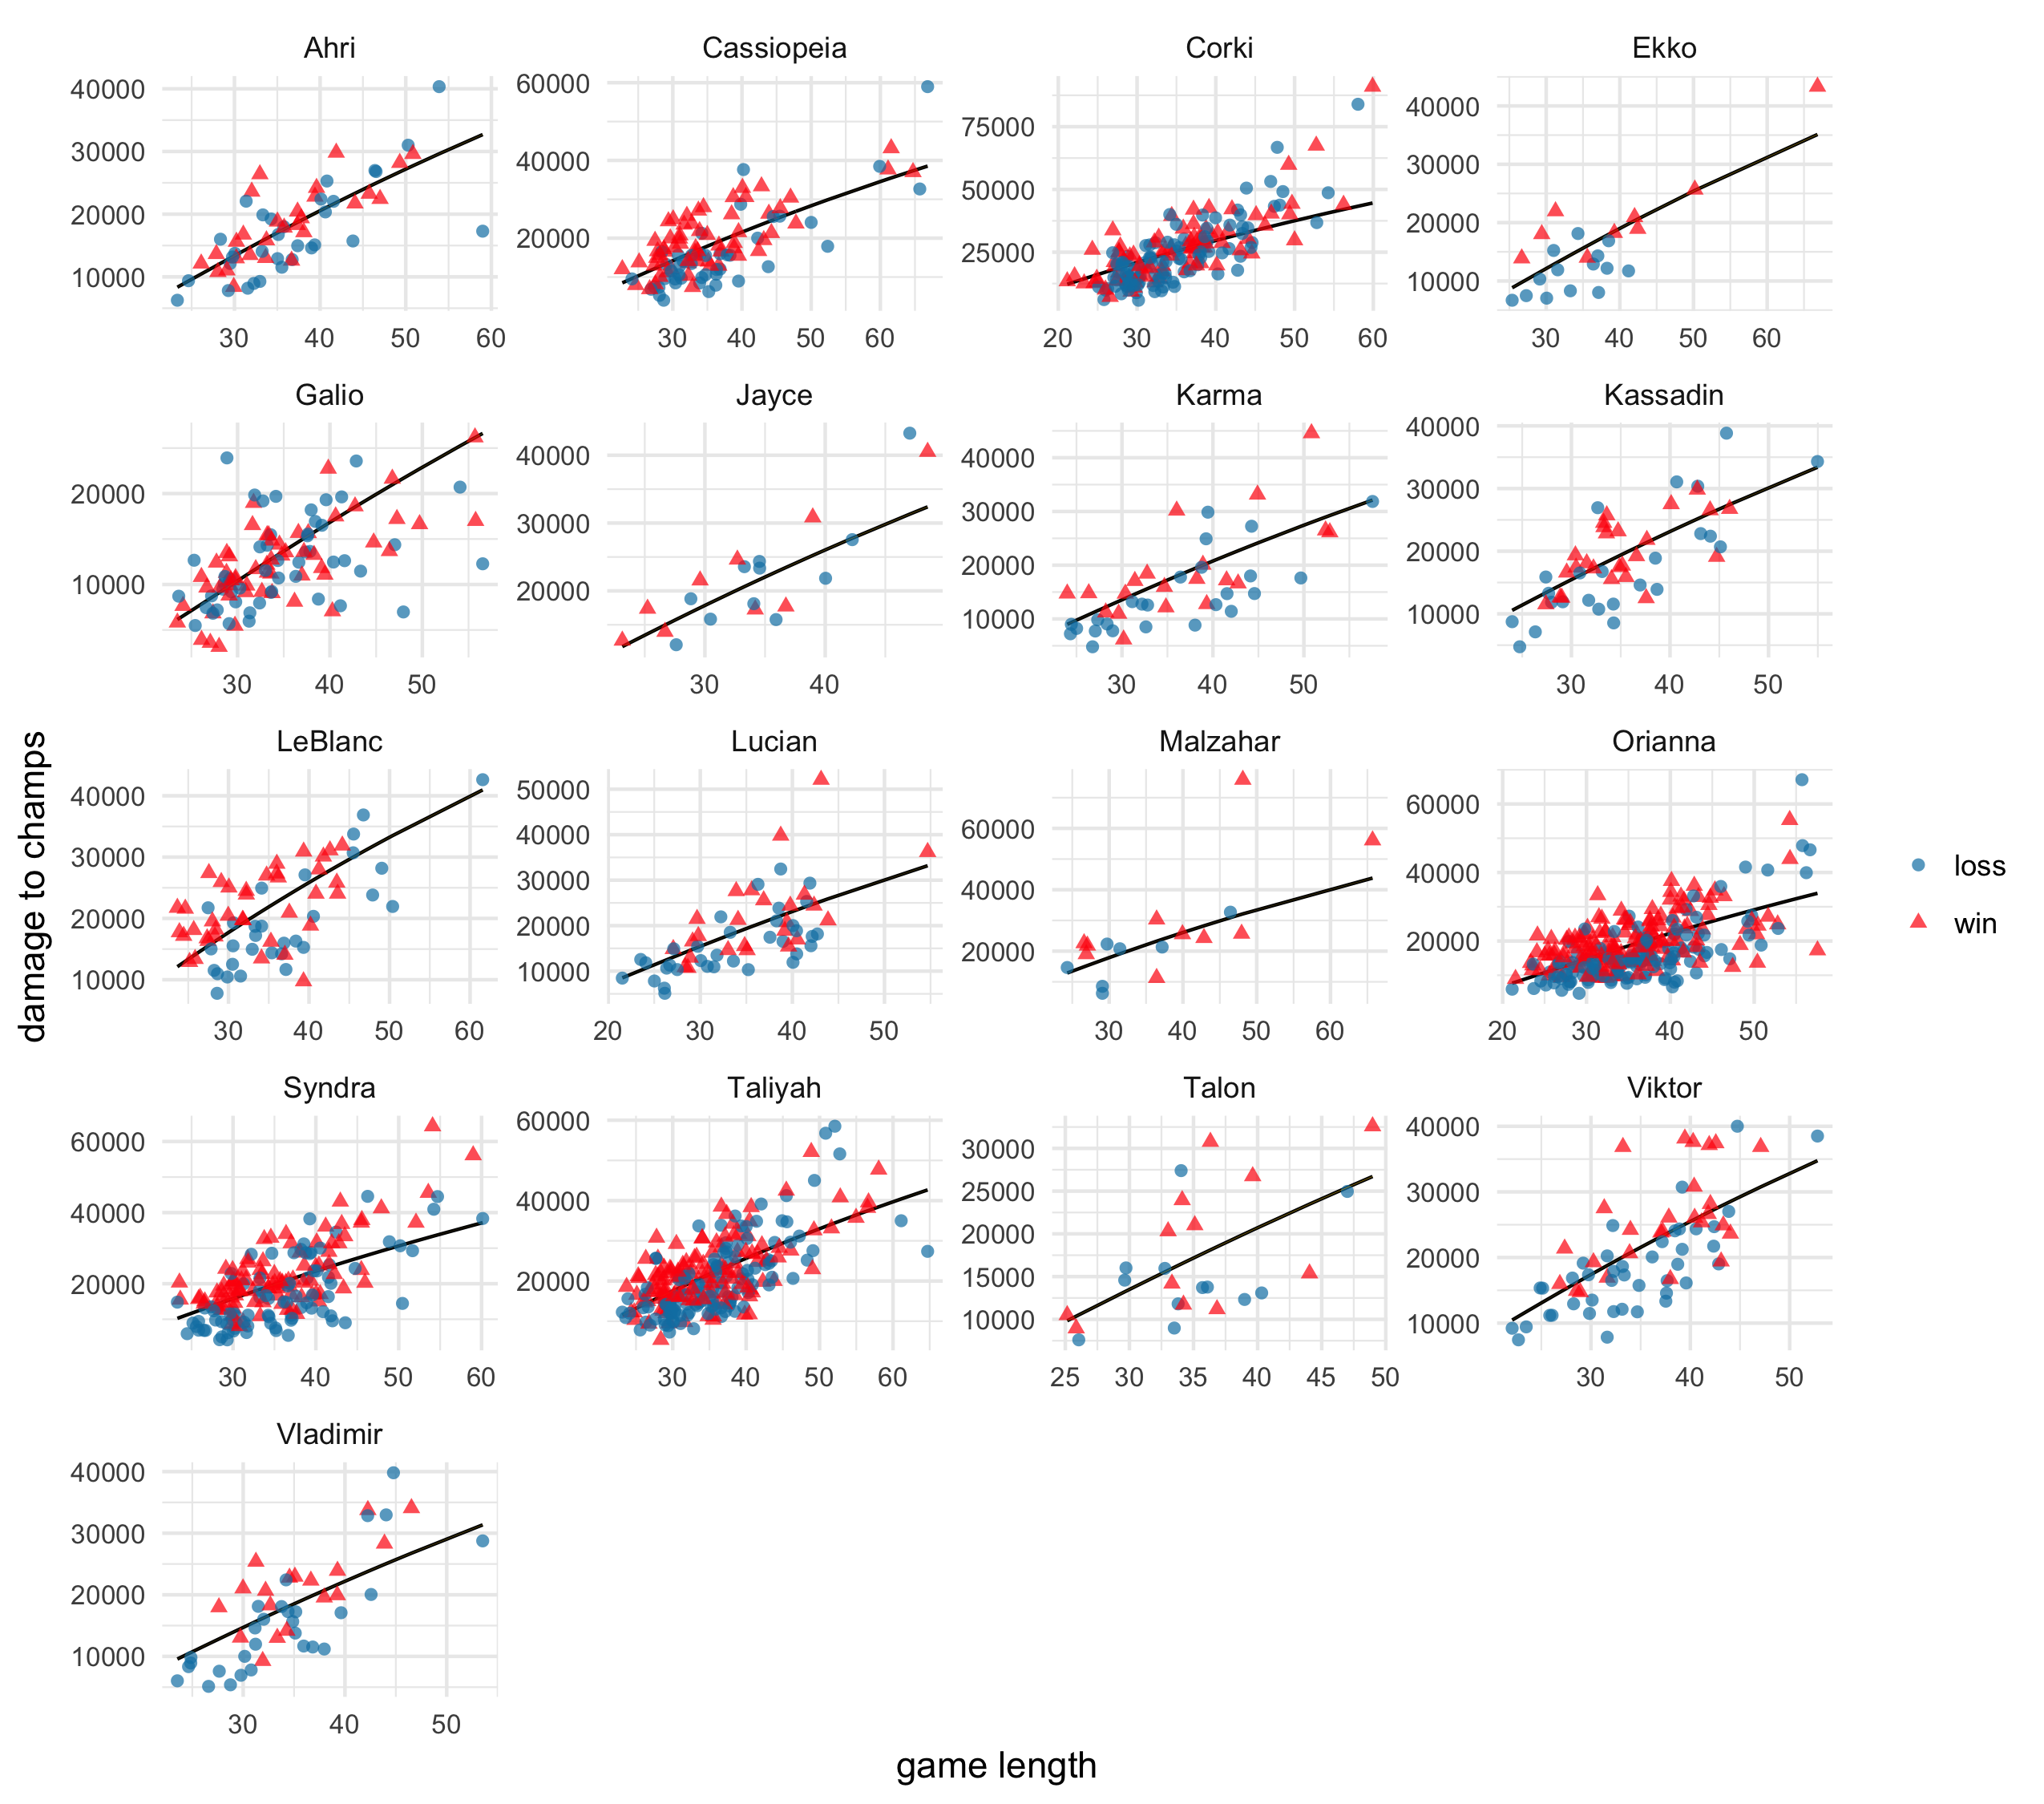 Ahri Cassiopeia Corki Ekko
40000
30000
20000
10000
30 40 50 60
60000
40000
20000
30 40 50 60
75000
50000
25000
20 30 40 50 60
40000
30000
20000
10000
30 40 50 60
Galio Jayce Karma Kassadin
20000
10000
30 40 50
40000
30000
20000
30 40
40000
30000
20000
10000
30 40 50
40000
30000
20000
10000
30 40 50
damage to champs
LeBlanc Lucian Malzahar Orianna
40000
30000
20000
10000
30 40 50 60
50000
40000
30000
20000
10000
20 30 40 50
60000
40000
20000
30 40 50 60
60000
40000
20000
20 30 40 50
loss
win
Syndra Taliyah Talon Viktor
60000
40000
20000
30 40 50 60
60000
40000
20000
30 40 50 60
30000
25000
20000
15000
10000
25 30 35 40 45 50
40000
30000
20000
10000
30 40 50
Vladimir
40000
30000
20000
10000
30 40 50
game length